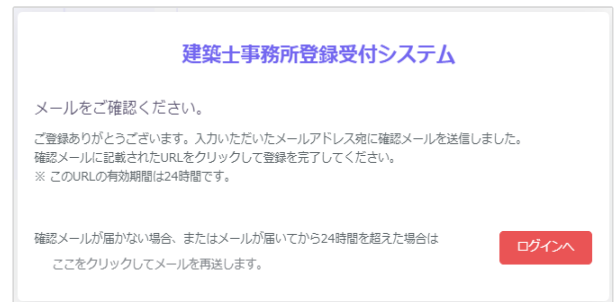 建築士事務所登録受付システム
メールをご確認ください。
ご登録ありがとうございます。入力いただいたメールアドレス宛に確認メールを送信しました。
確認メールに記載されたURLをクリックして登録を完了してください。
※ このURLの有効期間は24時間です。
確認メールが届かない場合、またはメールが届いてから24時間を超えた場合は
ここをクリックしてメールを再送します。
ログインへ